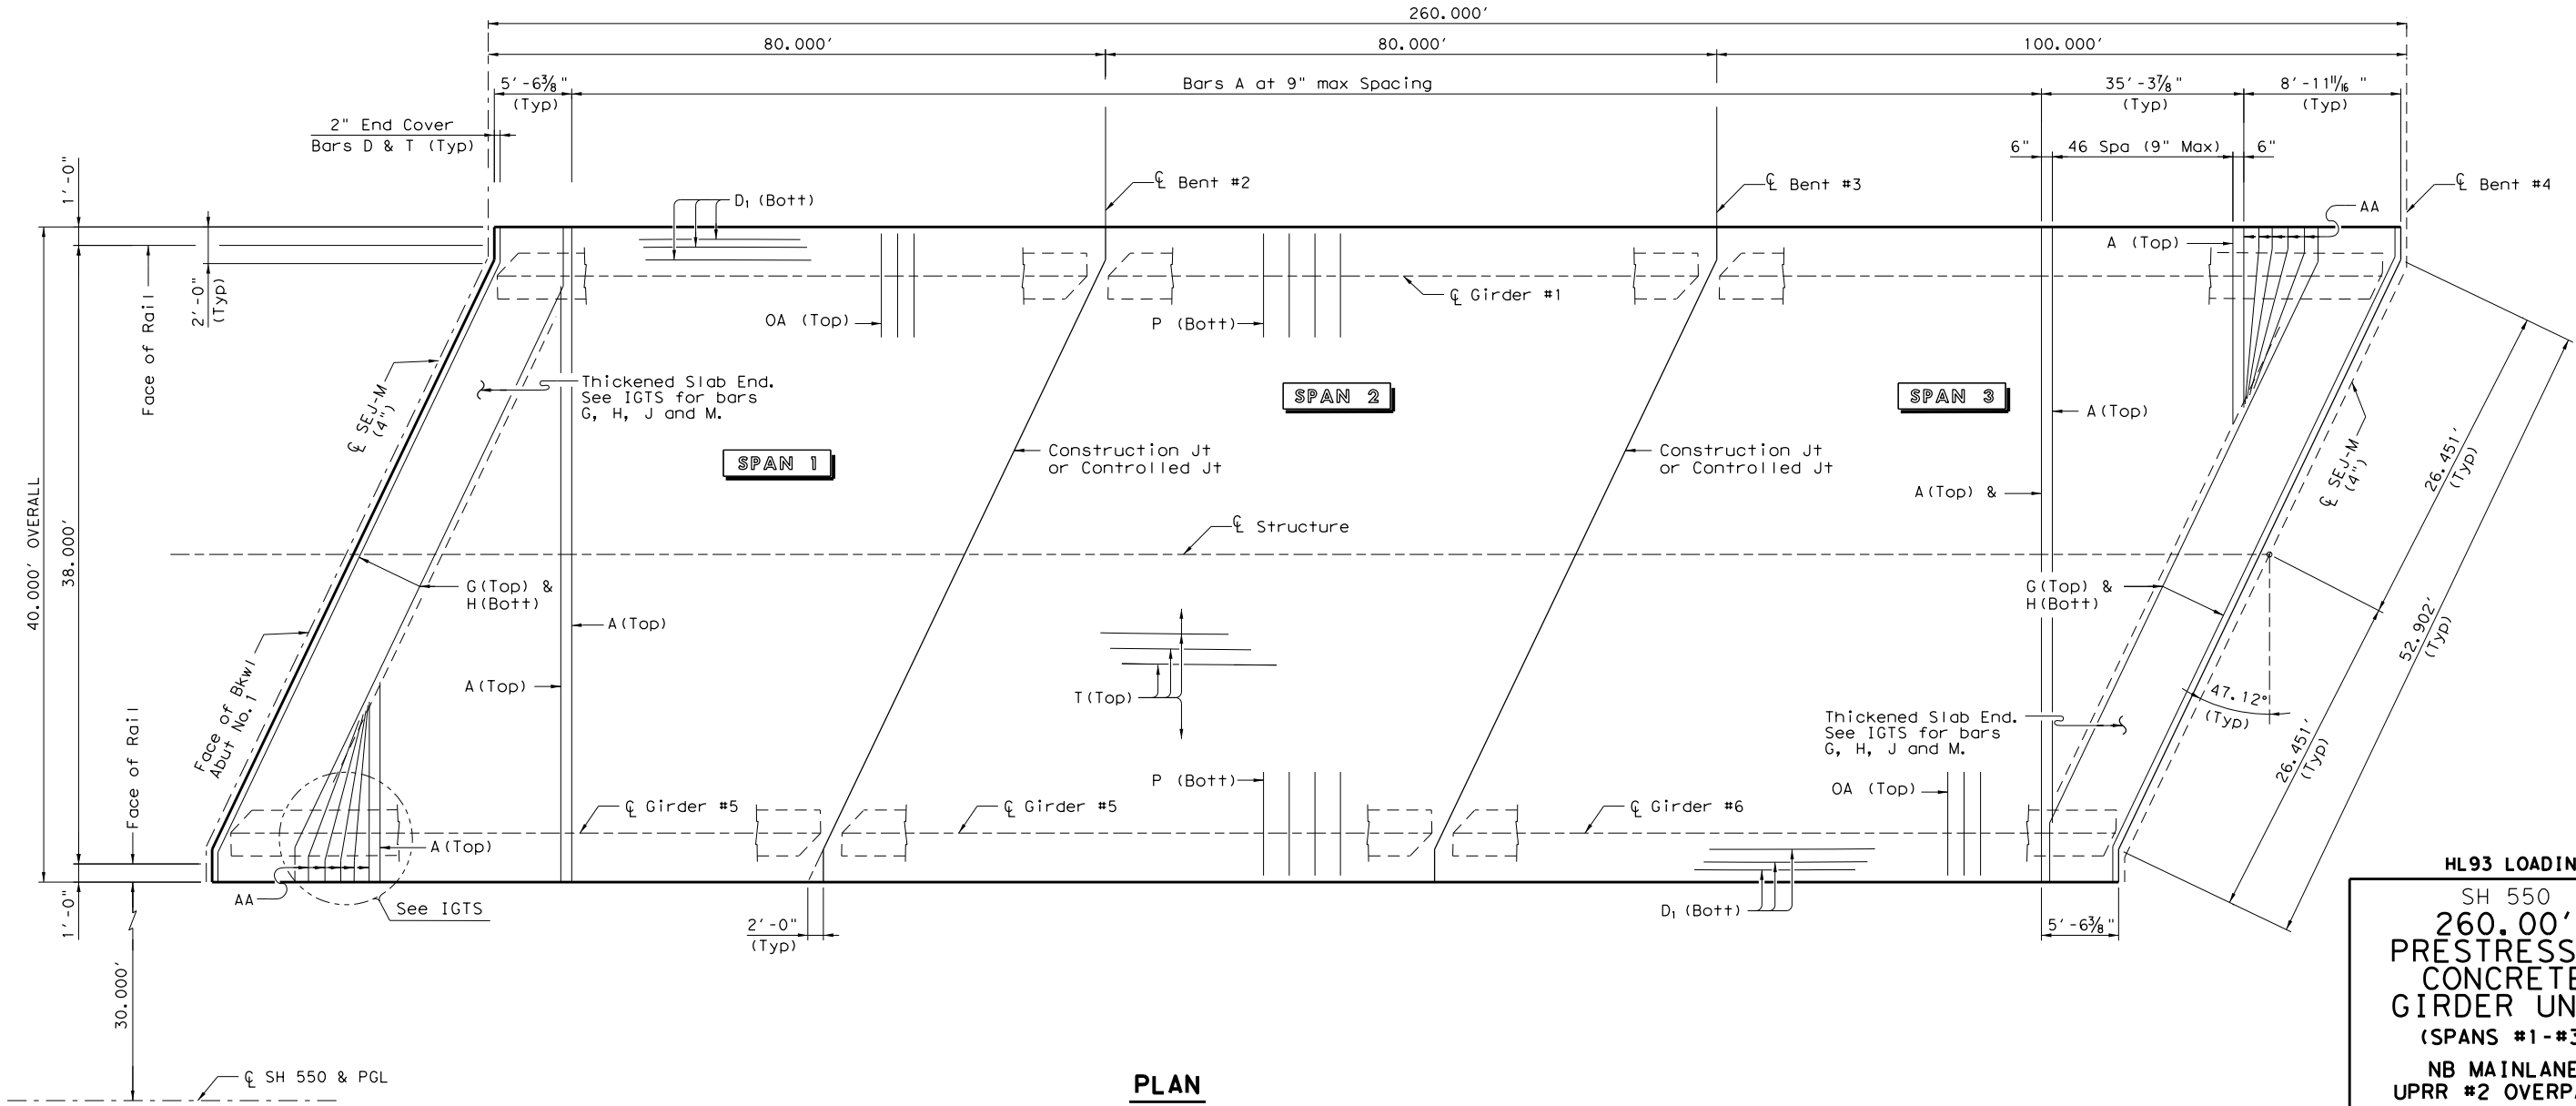 260.000'
80.000'
80.000'
100.000'
5'-6⅜"
(Typ)
Bars A at 9" max Spacing
35'-3⅞"
(Typ)
8'-11¹¹⁄₁₆"
(Typ)
2" End Cover
Bars D & T (Typ)
6"
46 Spa (9" Max)
6"
1'-0"
2'-0"
(Typ)
Face of Rail
℄ Bent #2
℄ Bent #3
℄ Bent #4
D₁ (Bott)
AA
A (Top)
OA (Top)
P (Bott)
℄ Girder #1
℄ SEJ-M
(4")
Thickened Slab End.
See IGTS for bars
G, H, J and M.
SPAN 1
SPAN 2
SPAN 3
Construction Jt
or Controlled Jt
Construction Jt
or Controlled Jt
A(Top)
A(Top) &
℄ SEJ-M
(4")
26.451'
(Typ)
52.902'
(Typ)
26.451'
(Typ)
47.12°
(Typ)
40.000' OVERALL
38.000'
℄ Structure
G(Top) &
H(Bott)
A(Top)
A(Top)
G(Top) &
H(Bott)
T(Top)
Face of Bkwl
Abut No. 1
Thickened Slab End.
See IGTS for bars
G, H, J and M.
Face of Rail
P (Bott)
OA (Top)
℄ Girder #5
℄ Girder #5
℄ Girder #6
A(Top)
AA
See IGTS
1'-0"
2'-0"
(Typ)
D₁ (Bott)
5'-6⅜"
30.000'
℄ SH 550 & PGL
PLAN
HL93 LOADIN
SH 550
260.00'
PRESTRESS
CONCRETE
GIRDER UN
(SPANS #1-#3
NB MAINLANE
UPRR #2 OVERP